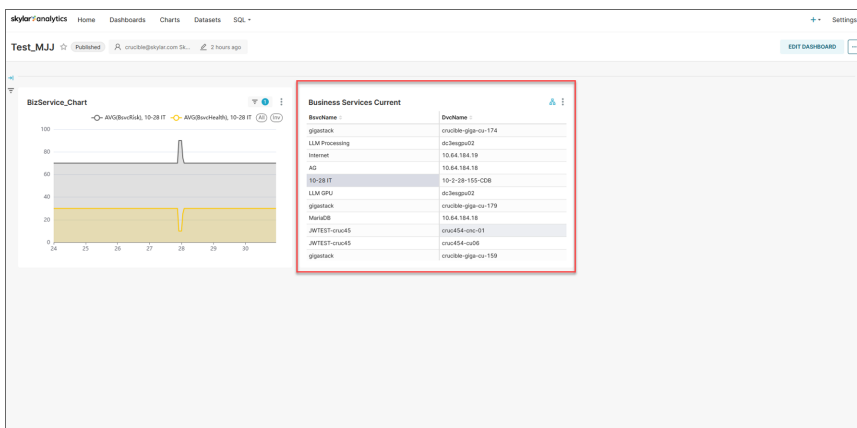 skylar analytics Home Dashboards Charts Datasets SQL Settings
Test_MJJ Published crucible@skylar.com Sk... 2 hours ago EDIT DASHBOARD
BizService_Chart 1
AVG(BsvcRisk), 10-28 IT AVG(BsvcHealth), 10-28 IT All Inv
100
80
60
40
20
0
24 25 26 27 28 29 30
Business Services Current
BsvcName DvcName
gigastack crucible-giga-cu-174
LLM Processing dc3esgpu02
Internet 10.64.184.19
AG 10.64.184.18
10-28 IT 10-2-28-155-CDB
LLM GPU dc3esgpu02
gigastack crucible-giga-cu-179
MariaDB 10.64.184.18
JWTEST-cruc45 cruc454-cnc-01
JWTEST-cruc45 cruc454-cu06
gigastack crucible-giga-cu-159